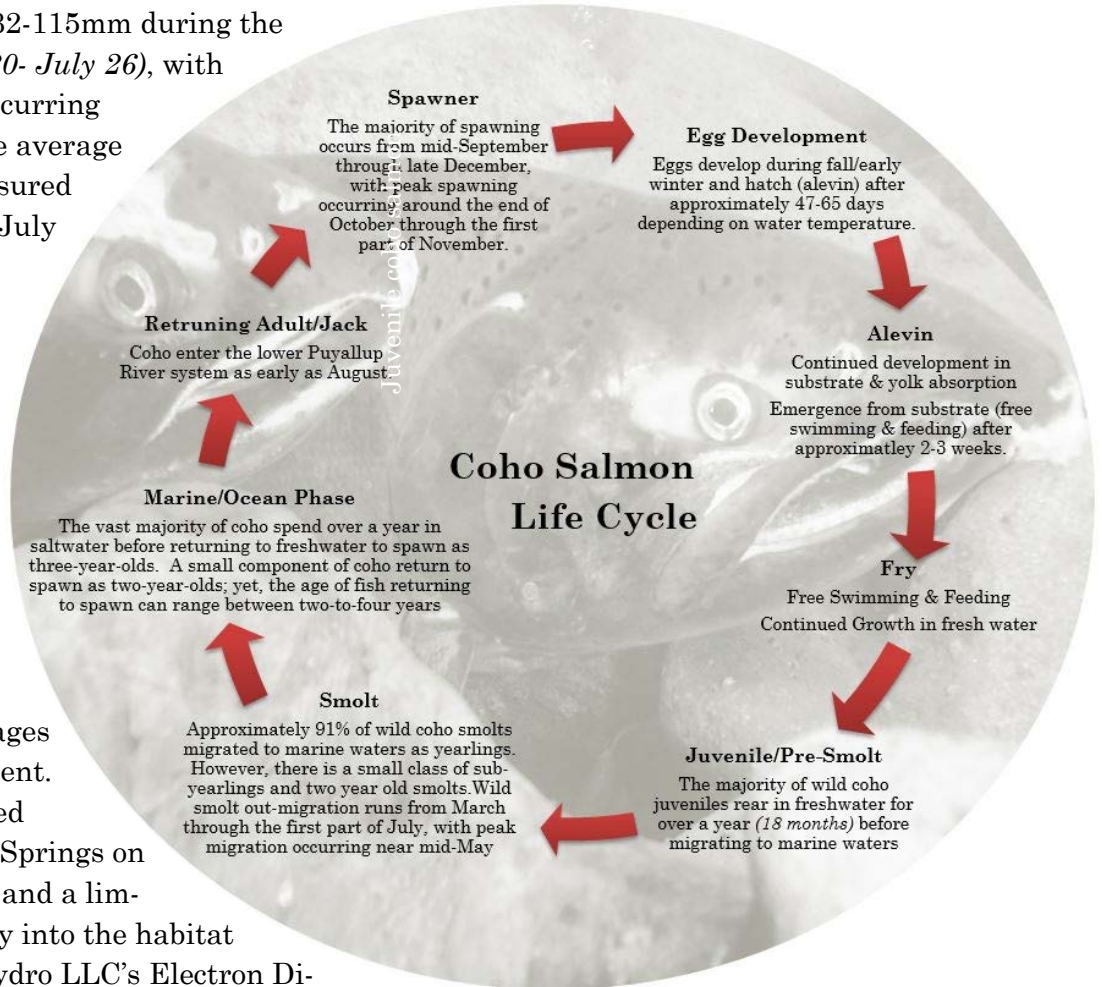 32-115mm during the
20- July 26), with
curring
e average
sured
July
Spawner
The majority of spawning
occurs from mid-September
through late December,
with peak spawning
occurring around the end of
October through the first
part of November.
Egg Development
Eggs develop during fall/early
winter and hatch (alevin) after
approximately 47-65 days
depending on water temperature.
Alevin
Continued development in
substrate & yolk absorption
Emergence from substrate (free
swimming & feeding) after
approximatley 2-3 weeks.
Fry
Free Swimming & Feeding
Continued Growth in fresh water
Juvenile/Pre-Smolt
The majority of wild coho
juveniles rear in freshwater for
over a year (18 months) before
migrating to marine waters
Smolt
Approximately 91% of wild coho smolts
migrated to marine waters as yearlings.
However, there is a small class of sub-
yearlings and two year old smolts.Wild
smolt out-migration runs from March
through the first part of July, with peak
migration occurring near mid-May
Marine/Ocean Phase
The vast majority of coho spend over a year in
saltwater before returning to freshwater to spawn as
three-year-olds. A small component of coho return to
spawn as two-year-olds; yet, the age of fish returning
to spawn can range between two-to-four years
Retruning Adult/Jack
Coho enter the lower Puyallup
River system as early as August.
Juvenile coho salmon
Coho Salmon
Life Cycle
ages
ent.
ed
Springs on
and a lim-
y into the habitat
ydro LLC's Electron Di-